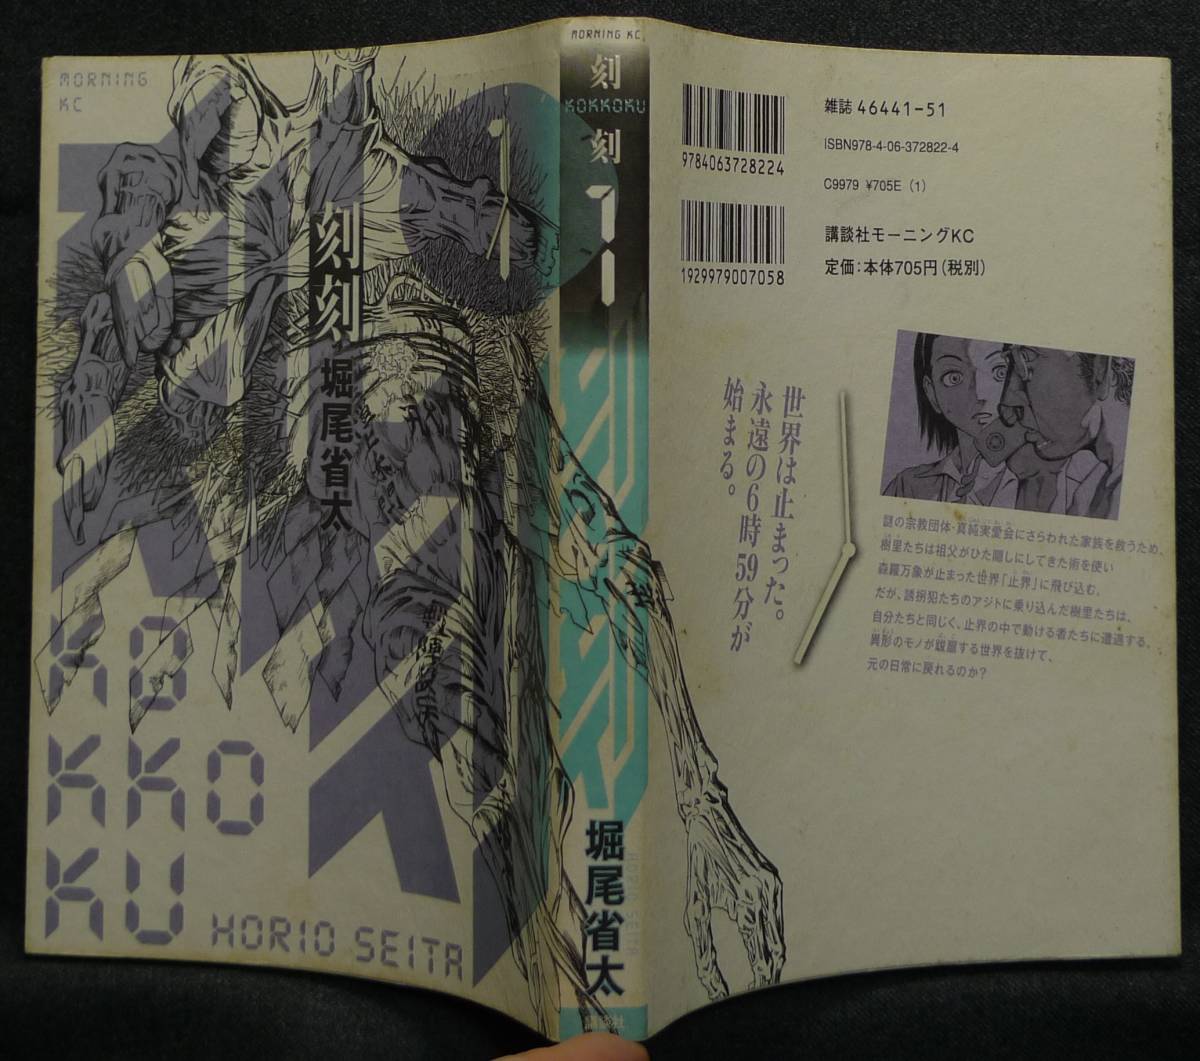 MORNING
KC
刻刻
堀尾省太
1
KO
KKO
KU
HORIO SEITA
MORNING KC
刻
KOKKOKU
刻
1
堀尾省太
HORIO SEITA
講談社
9784063728224
1929979007058
雑誌 46441-51
ISBN978-4-06-372822-4
C9979 ¥705E (1)
講談社モーニングKC
定価:本体705円(税別)
世界は止まった。
永遠の6時59分が
始まる。
謎の宗教団体・真純実愛会にさらわれた家族を救うため、
樹里たちは祖父がひた隠しにしてきた術を使い
森羅万象が止まった世界「止界」に飛び込む。
だが、誘拐犯たちのアジトに乗り込んだ樹里たちは、
自分たちと同じく、止界の中で動ける者たちに遭遇する。
異形のモノが跋扈する世界を抜けて、
元の日常に戻れるのか?